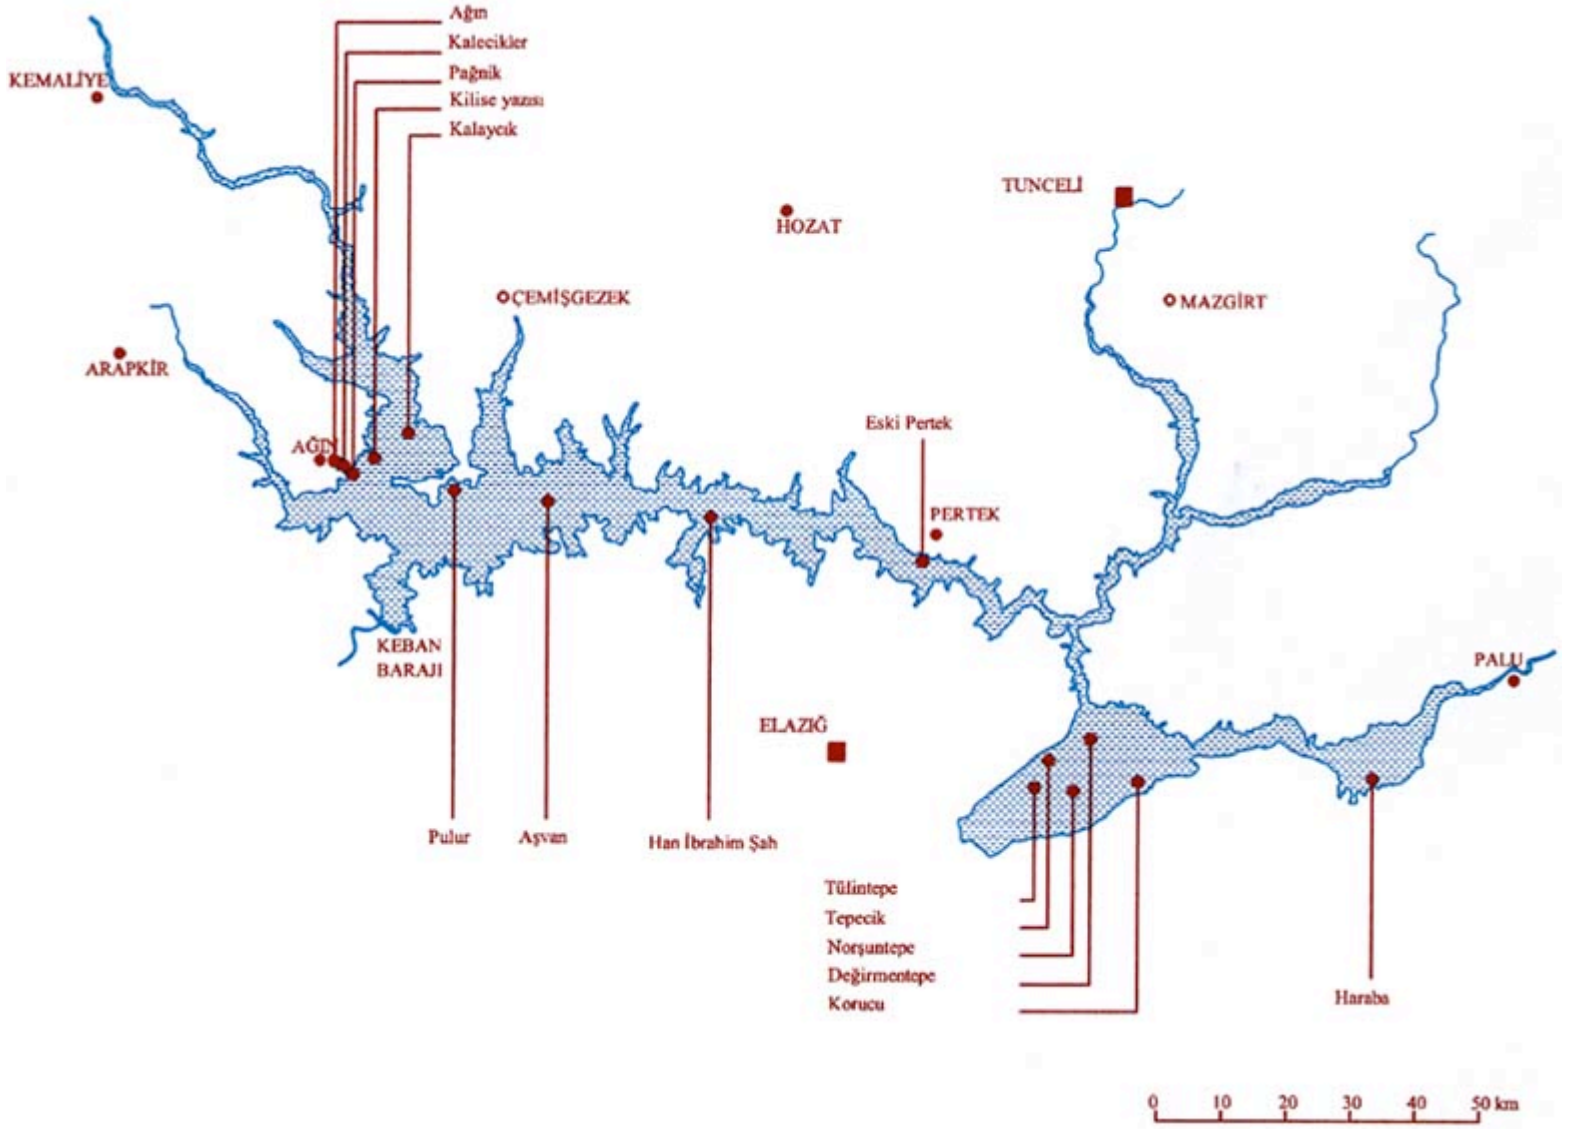 Ağın
Kalecikler
KEMALİYE
Pağnik
Kilise yazısı
Kalaycık
TUNCELİ
HOZAT
ÇEMİŞGEZEK
MAZGİRT
ARAPKİR
Eski Pertek
AĞIN
PERTEK
KEBAN
BARAJI
PALU
ELAZIĞ
Pulur
Aşvan
Han İbrahim Şah
Tülintepe
Tepecik
Norşuntepe
Değirmentepe
Korucu
Haraba
0 10 20 30 40 50 km